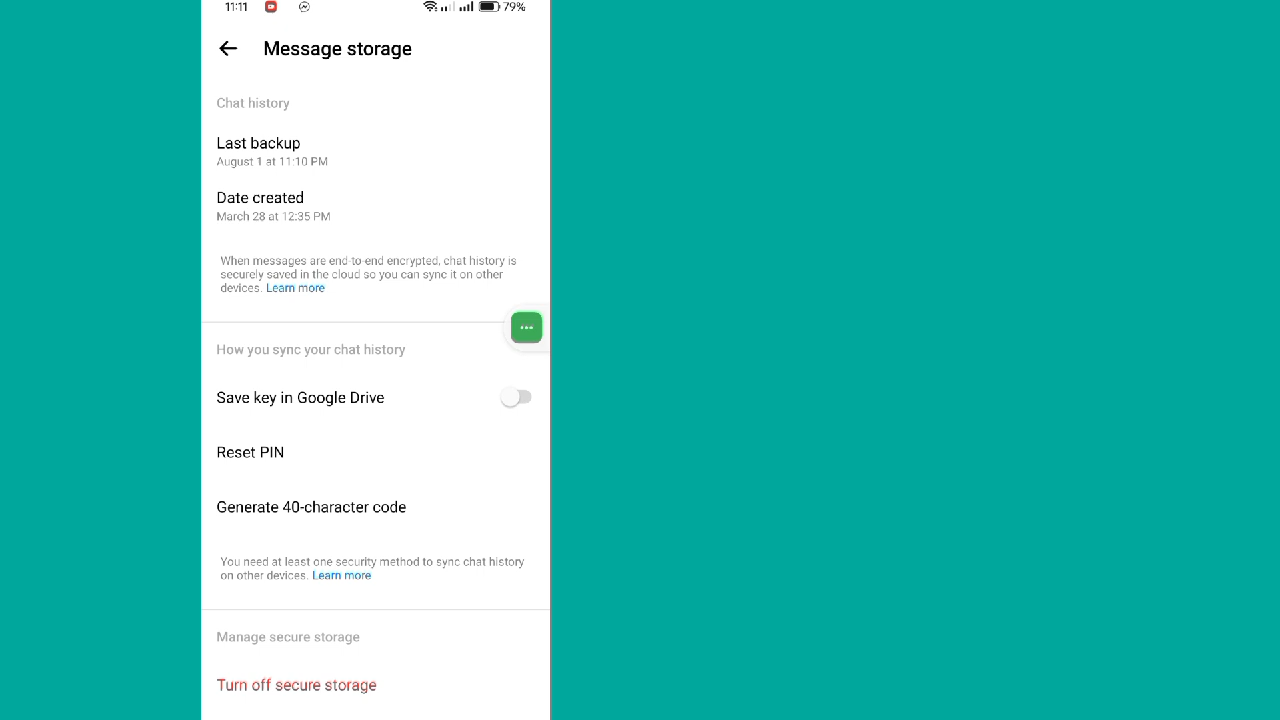 11:11
79%
Message storage
Chat history
Last backup
August 1 at 11:10 PM
Date created
March 28 at 12:35 PM
When messages are end-to-end encrypted, chat history is
securely saved in the cloud so you can sync it on other
devices. Learn more
How you sync your chat history
Save key in Google Drive
Reset PIN
Generate 40-character code
You need at least one security method to sync chat history
on other devices. Learn more
Manage secure storage
Turn off secure storage